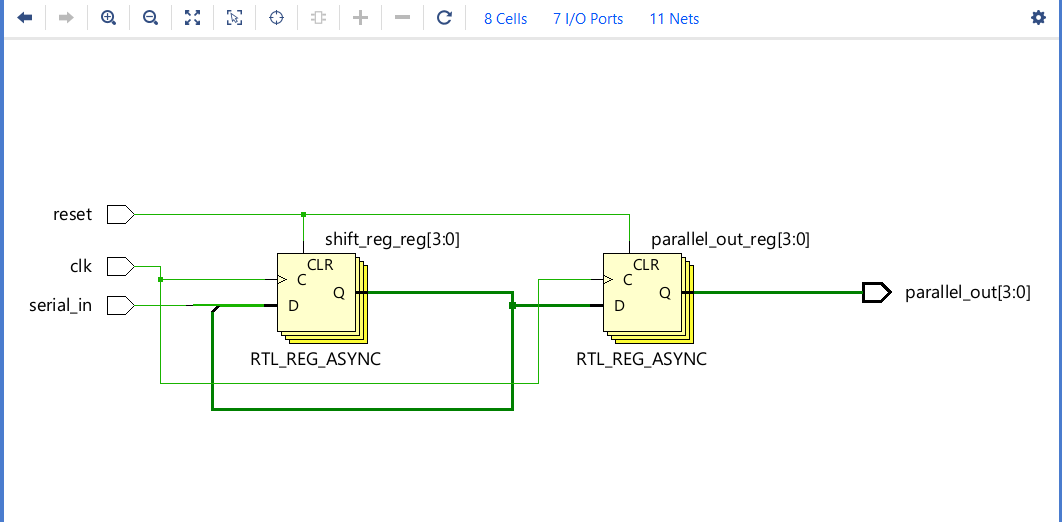 8 Cells 7 I/O Ports 11 Nets
reset
shift_reg_reg[3:0] parallel_out_reg[3:0]
clk
CLR CLR
C C
Q Q
serial_in
D D
parallel_out[3:0]
RTL_REG_ASYNC RTL_REG_ASYNC